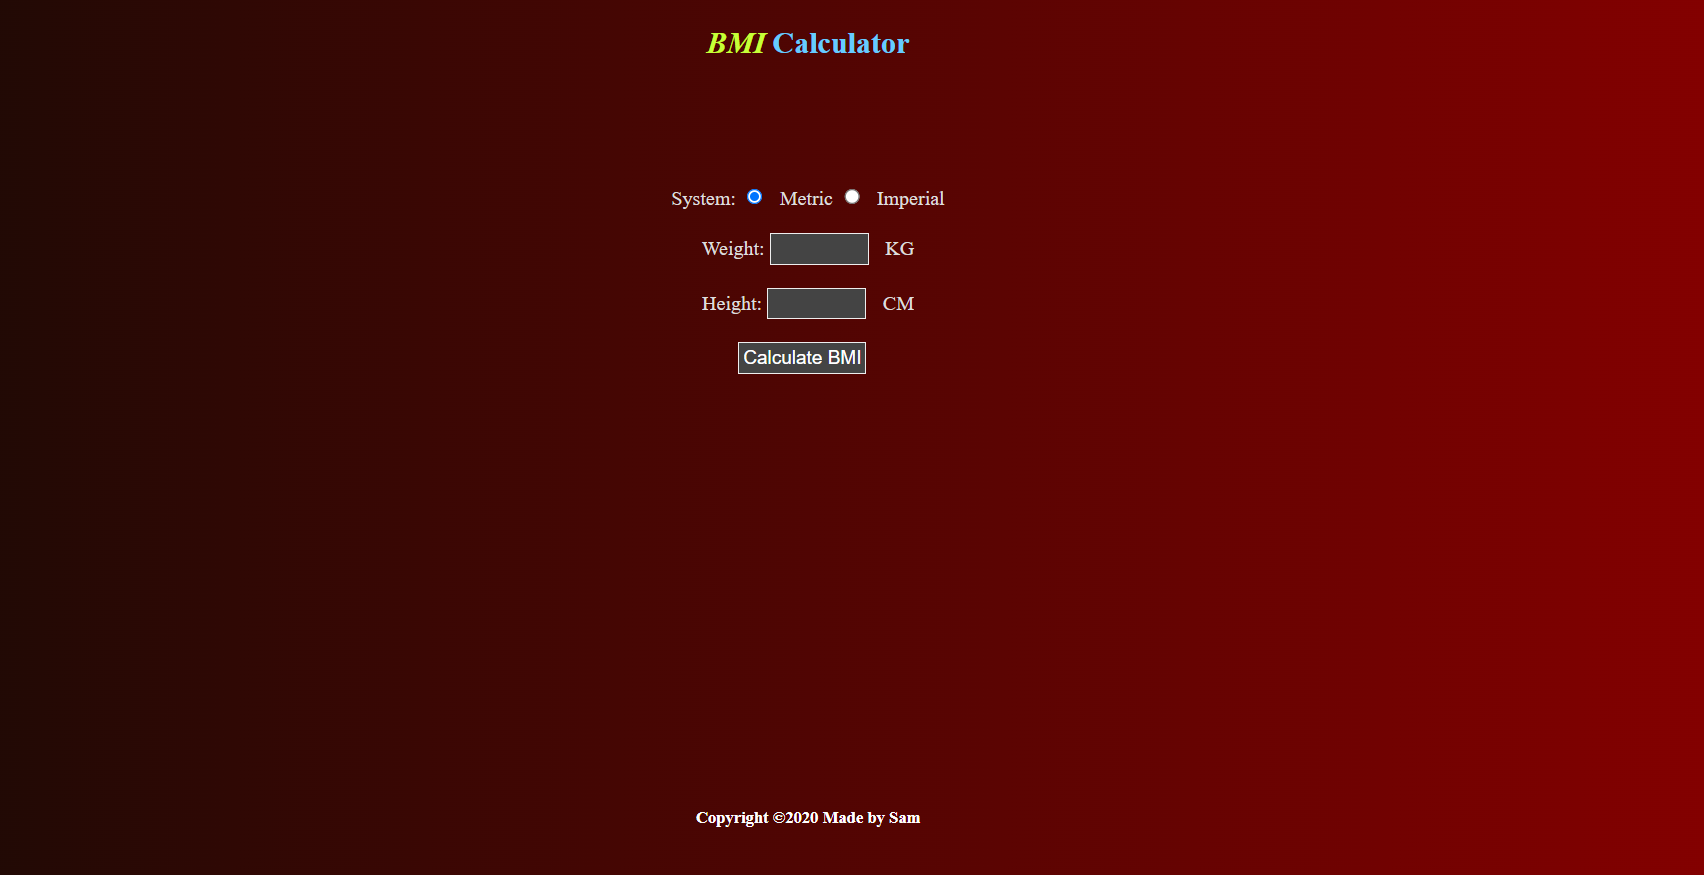 BMI Calculator
System: Metric Imperial
Weight: KG
Height: CM
Calculate BMI
Copyright ©2020 Made by Sam